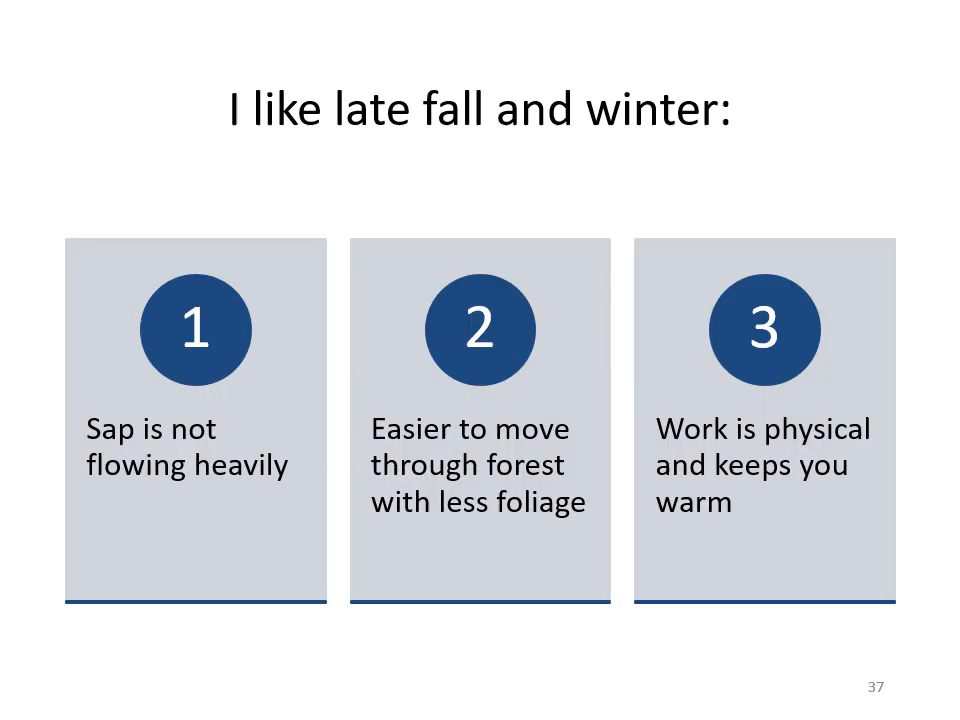 I like late fall and winter:
1
Sap is not
flowing heavily
2
Easier to move
through forest
with less foliage
3
Work is physical
and keeps you
warm
37